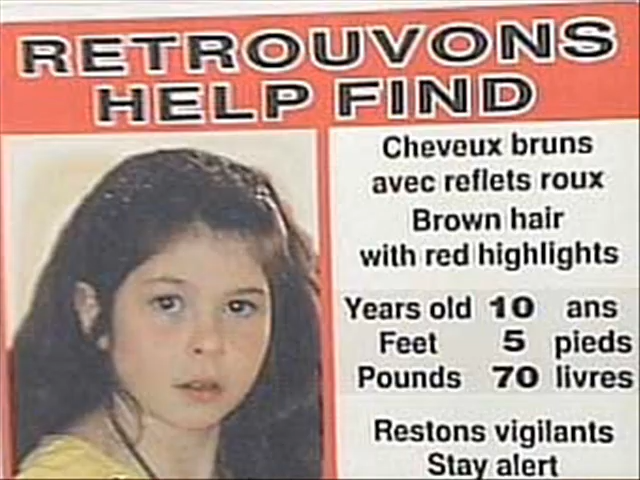 RETROUVONS
HELP FIND
Cheveux bruns
avec reflets roux
Brown hair
with red highlights
Years old 10 ans
Feet 5 pieds
Pounds 70 livres
Restons vigilants
Stay alert